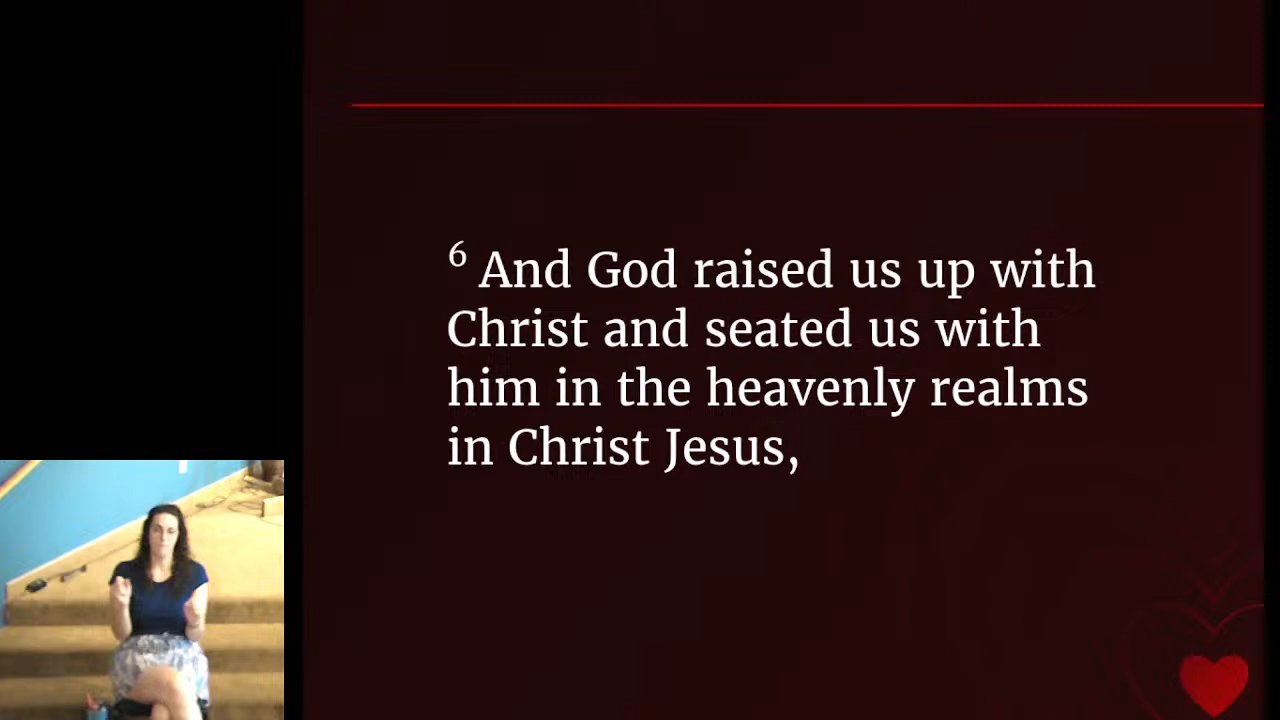 ⁶ And God raised us up with
Christ and seated us with
him in the heavenly realms
in Christ Jesus,